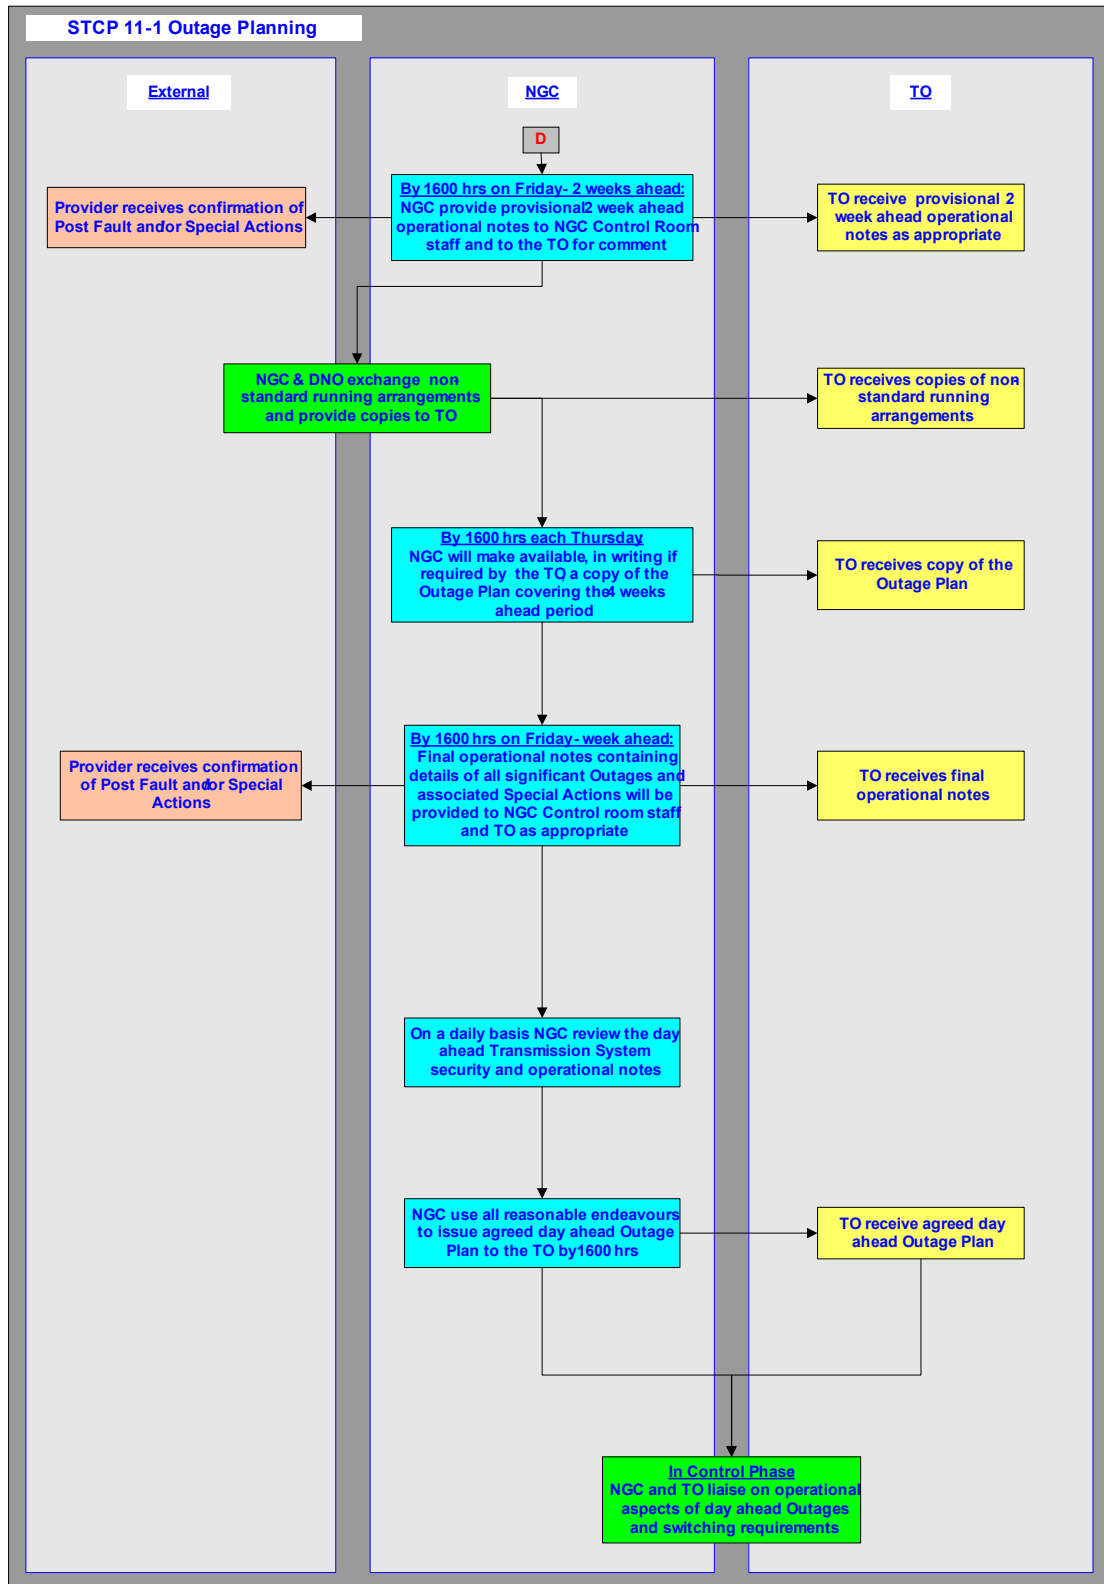 STCP 11-1 Outage Planning
External
NGC
TO
D
Provider receives confirmation of
Post Fault and/or Special Actions
By 1600 hrs on Friday- 2 weeks ahead:
NGC provide provisional 2 week ahead
operational notes to NGC Control Room
staff and to the TO for comment
TO receive provisional 2
week ahead operational
notes as appropriate
NGC & DNO exchange non-
standard running arrangements
and provide copies to TO
TO receives copies of non-
standard running
arrangements
By 1600 hrs each Thursday
NGC will make available, in writing if
required by the TO, a copy of the
Outage Plan covering the 4 weeks
ahead period
TO receives copy of the
Outage Plan
Provider receives confirmation
of Post Fault and/or Special
Actions
By 1600 hrs on Friday- week ahead:
Final operational notes containing
details of all significant Outages and
associated Special Actions will be
provided to NGC Control room staff
and TO as appropriate
TO receives final
operational notes
On a daily basis NGC review the day
ahead Transmission System
security and operational notes
NGC use all reasonable endeavours
to issue agreed day ahead Outage
Plan to the TO by 1600 hrs
TO receive agreed day
ahead Outage Plan
In Control Phase
NGC and TO liaise on operational
aspects of day ahead Outages
and switching requirements